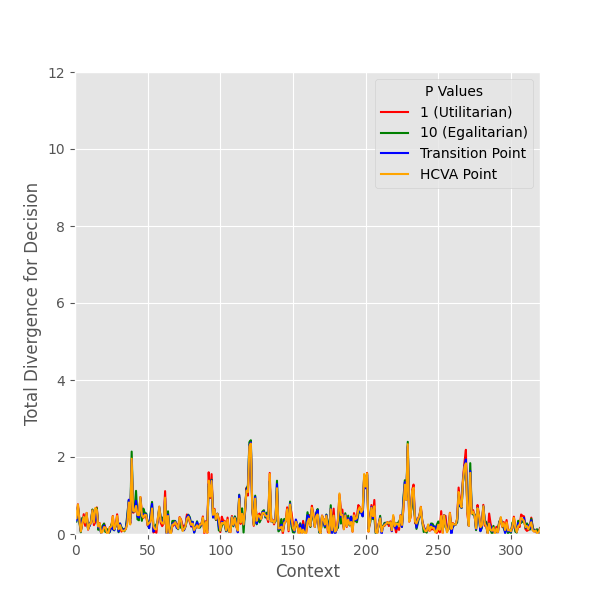 12
10
8
6
4
2
0
Total Divergence for Decision
P Values
1 (Utilitarian)
10 (Egalitarian)
Transition Point
HCVA Point
0 50 100 150 200 250 300
Context